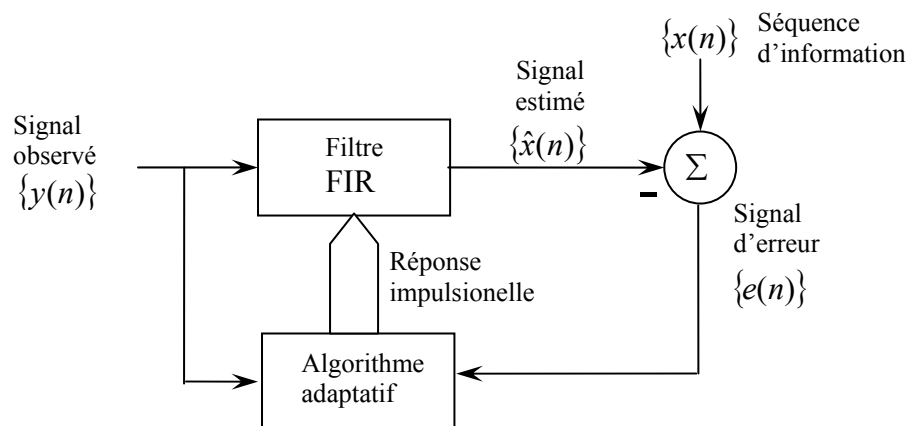 Signal
observé
{y(n)}
Filtre
FIR
Signal
estimé
{x̂(n)}
{x(n)}
Séquence
d’information
Σ
−
Signal
d’erreur
{e(n)}
Réponse
impulsionelle
Algorithme
adaptatif